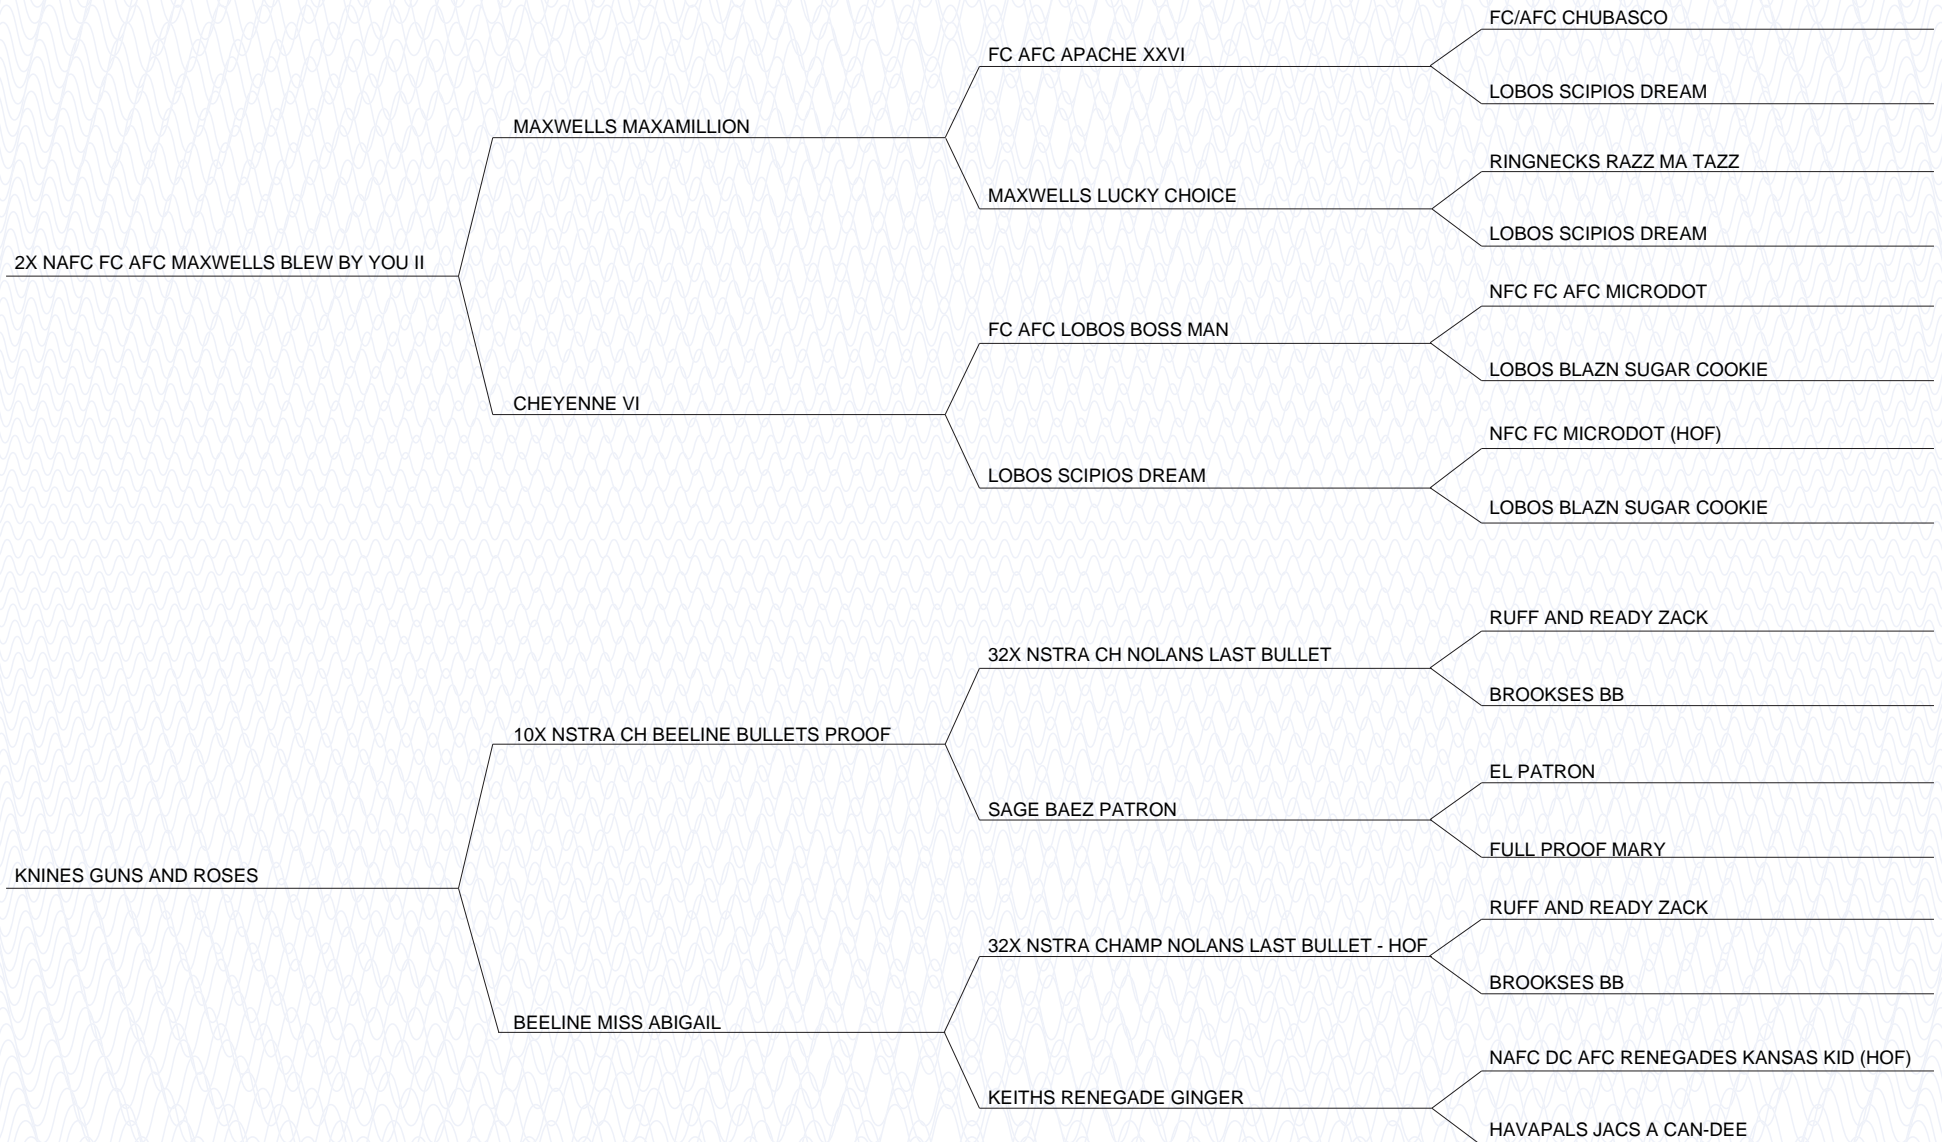 FC/AFC CHUBASCO
FC AFC APACHE XXVI
LOBOS SCIPIOS DREAM
MAXWELLS MAXAMILLION
RINGNECKS RAZZ MA TAZZ
MAXWELLS LUCKY CHOICE
LOBOS SCIPIOS DREAM
2X NAFC FC AFC MAXWELLS BLEW BY YOU II
NFC FC AFC MICRODOT
FC AFC LOBOS BOSS MAN
LOBOS BLAZN SUGAR COOKIE
CHEYENNE VI
NFC FC MICRODOT (HOF)
LOBOS SCIPIOS DREAM
LOBOS BLAZN SUGAR COOKIE
RUFF AND READY ZACK
32X NSTRA CH NOLANS LAST BULLET
BROOKSES BB
10X NSTRA CH BEELINE BULLETS PROOF
EL PATRON
SAGE BAEZ PATRON
FULL PROOF MARY
KNINES GUNS AND ROSES
RUFF AND READY ZACK
32X NSTRA CHAMP NOLANS LAST BULLET - HOF
BROOKSES BB
BEELINE MISS ABIGAIL
NAFC DC AFC RENEGADES KANSAS KID (HOF)
KEITHS RENEGADE GINGER
HAVAPALS JACS A CAN-DEE